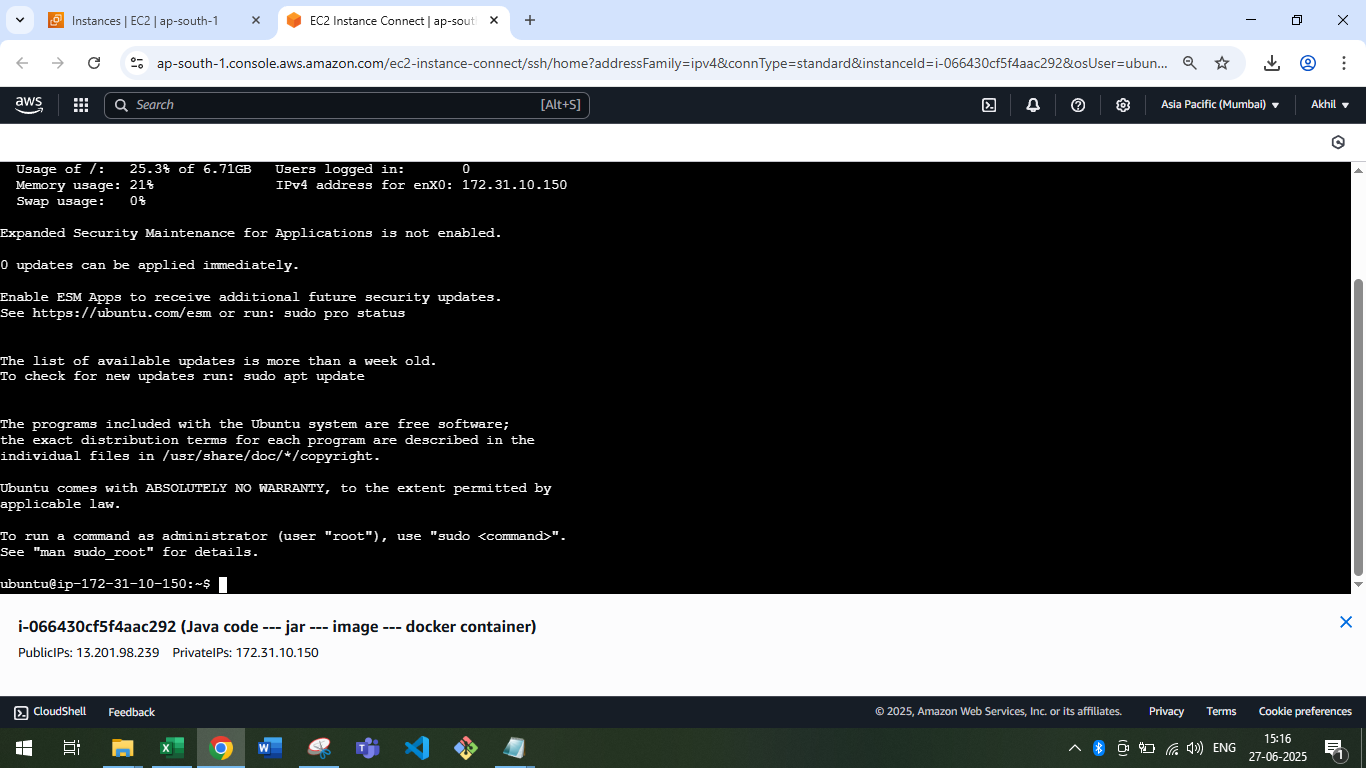 Instances | EC2 | ap-south-1
EC2 Instance Connect | ap-sout
ap-south-1.console.aws.amazon.com/ec2-instance-connect/ssh/home?addressFamily=ipv4&connType=standard&instanceId=i-066430cf5f4aac292&osUser=ubun...
aws
Search
[Alt+S]
Asia Pacific (Mumbai)
Akhil
Usage of /:   25.3% of 6.71GB   Users logged in:       0
Memory usage: 21%               IPv4 address for enX0: 172.31.10.150
Swap usage:   0%
Expanded Security Maintenance for Applications is not enabled.
0 updates can be applied immediately.
Enable ESM Apps to receive additional future security updates.
See https://ubuntu.com/esm or run: sudo pro status
The list of available updates is more than a week old.
To check for new updates run: sudo apt update
The programs included with the Ubuntu system are free software;
the exact distribution terms for each program are described in the
individual files in /usr/share/doc/*/copyright.
Ubuntu comes with ABSOLUTELY NO WARRANTY, to the extent permitted by
applicable law.
To run a command as administrator (user "root"), use "sudo <command>".
See "man sudo_root" for details.
ubuntu@ip-172-31-10-150:~$
i-066430cf5f4aac292 (Java code --- jar --- image --- docker container)
PublicIPs: 13.201.98.239   PrivateIPs: 172.31.10.150
CloudShell
Feedback
© 2025, Amazon Web Services, Inc. or its affiliates.
Privacy
Terms
Cookie preferences
ENG
15:16
27-06-2025
1